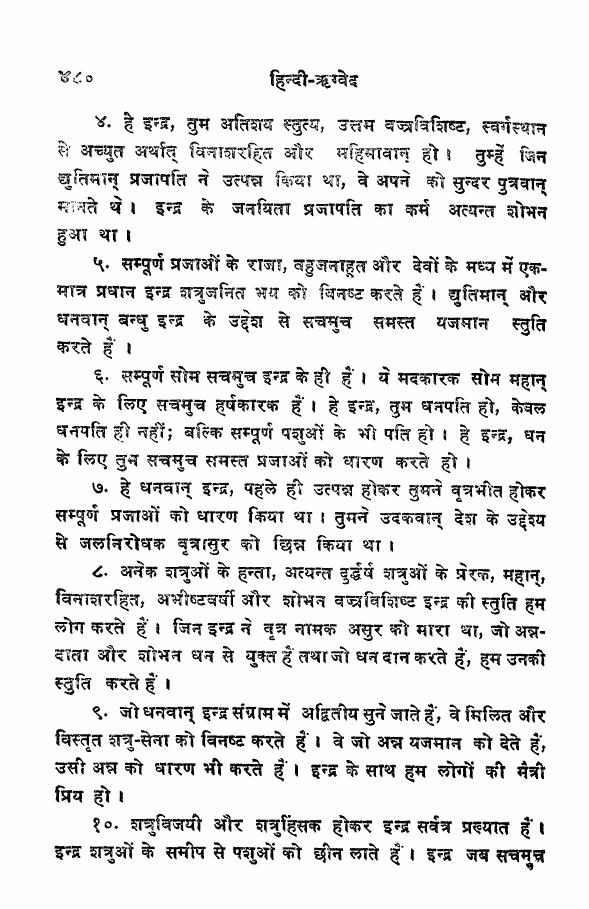 ४८० हिन्दी-ऋग्वेद
४. हे इन्द्र, तुम अतिशय स्तुत्य, उत्तम वज्रविशिष्ट, स्वर्गस्थान
से अच्युत अर्थात् विनाशरहित और महिमावान् हो। तुम्हें जिन
द्युतिमान् प्रजापति ने उत्पन्न किया था, वे अपने को सुन्दर पुत्रवान्
मानते थे। इन्द्र के जनयिता प्रजापति का कर्म अत्यन्त शोभन
हुआ था।
५. सम्पूर्ण प्रजाओं के राजा, बहुजनाहूत और देवों के मध्य में एक-
मात्र प्रधान इन्द्र शत्रुजनित भय को विनष्ट करते हैं। द्युतिमान् और
धनवान् बन्धु इन्द्र के उद्देश से सचमुच समस्त यजमान स्तुति
करते हैं।
६. सम्पूर्ण सोम सचमुच इन्द्र के ही हैं। ये मदकारक सोम महान्
इन्द्र के लिए सचमुच हर्षकारक हैं। हे इन्द्र, तुम धनपति हो, केवल
धनपति ही नहीं; बल्कि सम्पूर्ण पशुओं के भी पति हो। हे इन्द्र, धन
के लिए तुम सचमुच समस्त प्रजाओं को धारण करते हो।
७. हे धनवान् इन्द्र, पहले ही उत्पन्न होकर तुमने वृत्रभीत होकर
सम्पूर्ण प्रजाओं को धारण किया था। तुमने उदकवान् देश के उद्देश्य
से जलनिरोधक वृत्रासुर को छिन्न किया था।
८. अनेक शत्रुओं के हन्ता, अत्यन्त दुर्द्धर्ष शत्रुओं के प्रेरक, महान्,
विनाशरहित, अभीष्टवर्षी और शोभन वज्रविशिष्ट इन्द्र की स्तुति हम
लोग करते हैं। जिन इन्द्र ने वृत्र नामक असुर को मारा था, जो अन्न-
दाता और शोभन धन से युक्त हैं तथा जो धन दान करते हैं, हम उनकी
स्तुति करते हैं।
९. जो धनवान् इन्द्र संग्राम में अद्वितीय सुने जाते हैं, वे मिलित और
विस्तृत शत्रु-सेना को विनष्ट करते हैं। वे जो अन्न यजमान को देते हैं,
उसी अन्न को धारण भी करते हैं। इन्द्र के साथ हम लोगों की मैत्री
प्रिय हो।
१०. शत्रुविजयी और शत्रुहिंसक होकर इन्द्र सर्वत्र प्रख्यात हैं।
इन्द्र शत्रुओं के समीप से पशुओं को छीन लाते हैं। इन्द्र जब सचमुच